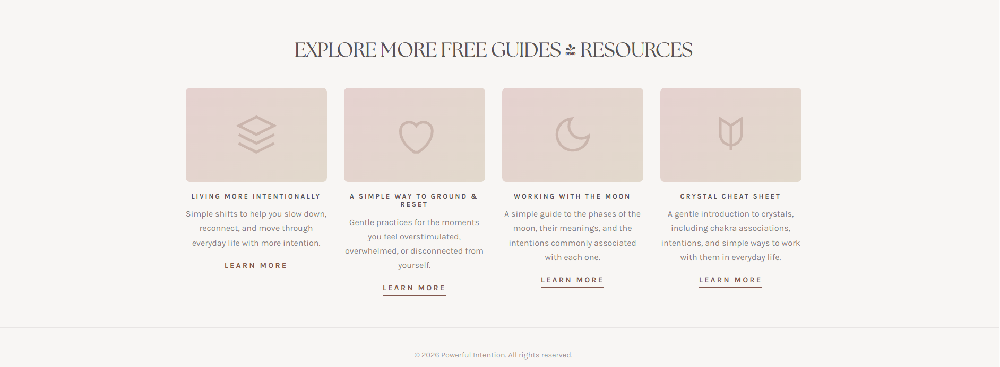 EXPLORE MORE FREE GUIDES DEMO RESOURCES
LIVING MORE INTENTIONALLY
Simple shifts to help you slow down,
reconnect, and move through
everyday life with more intention.
LEARN MORE
A SIMPLE WAY TO GROUND &
RESET
Gentle practices for the moments
you feel overstimulated,
overwhelmed, or disconnected from
yourself.
LEARN MORE
WORKING WITH THE MOON
A simple guide to the phases of the
moon, their meanings, and the
intentions commonly associated
with each one.
LEARN MORE
CRYSTAL CHEAT SHEET
A gentle introduction to crystals,
including chakra associations,
intentions, and simple ways to work
with them in everyday life.
LEARN MORE
© 2026 Powerful Intention. All rights reserved.